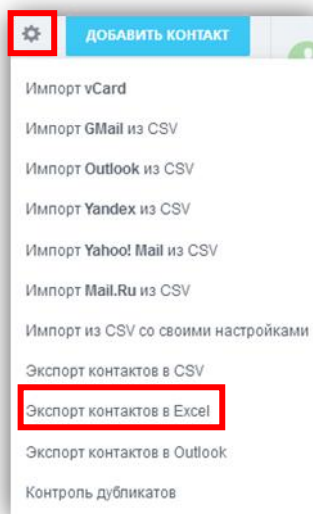 ДОБАВИТЬ КОНТАКТ
Импорт vCard
Импорт GMail из CSV
Импорт Outlook из CSV
Импорт Yandex из CSV
Импорт Yahoo! Mail из CSV
Импорт Mail.Ru из CSV
Импорт из CSV со своими настройками
Экспорт контактов в CSV
Экспорт контактов в Excel
Экспорт контактов в Outlook
Контроль дубликатов